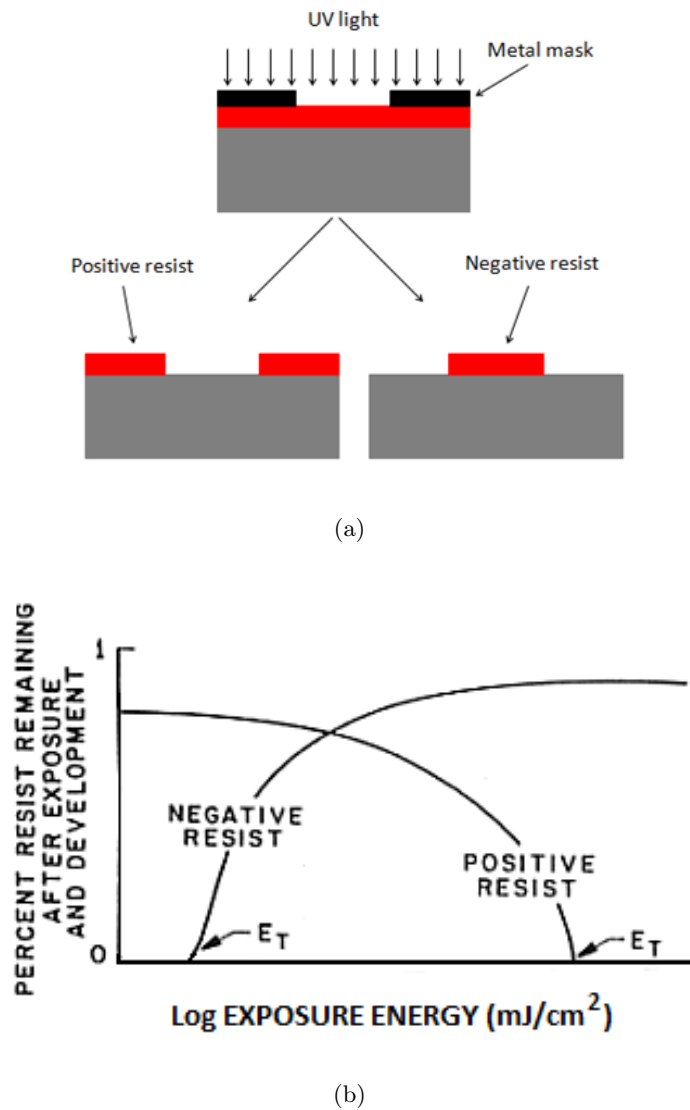 UV light
Metal mask
Positive resist
Negative resist
(a)
PERCENT RESIST REMAINING
AFTER EXPOSURE
AND DEVELOPMENT
1
0
NEGATIVE
RESIST
POSITIVE
RESIST
E_T
E_T
Log EXPOSURE ENERGY (mJ/cm²)
(b)